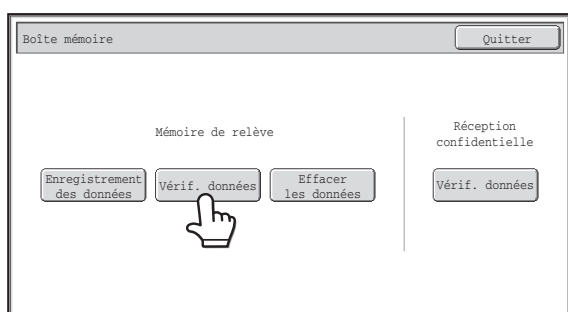 Boîte mémoire
Quitter
Mémoire de relève
Enregistrement
des données
Vérif. données
Effacer
les données
Réception
confidentielle
Vérif. données